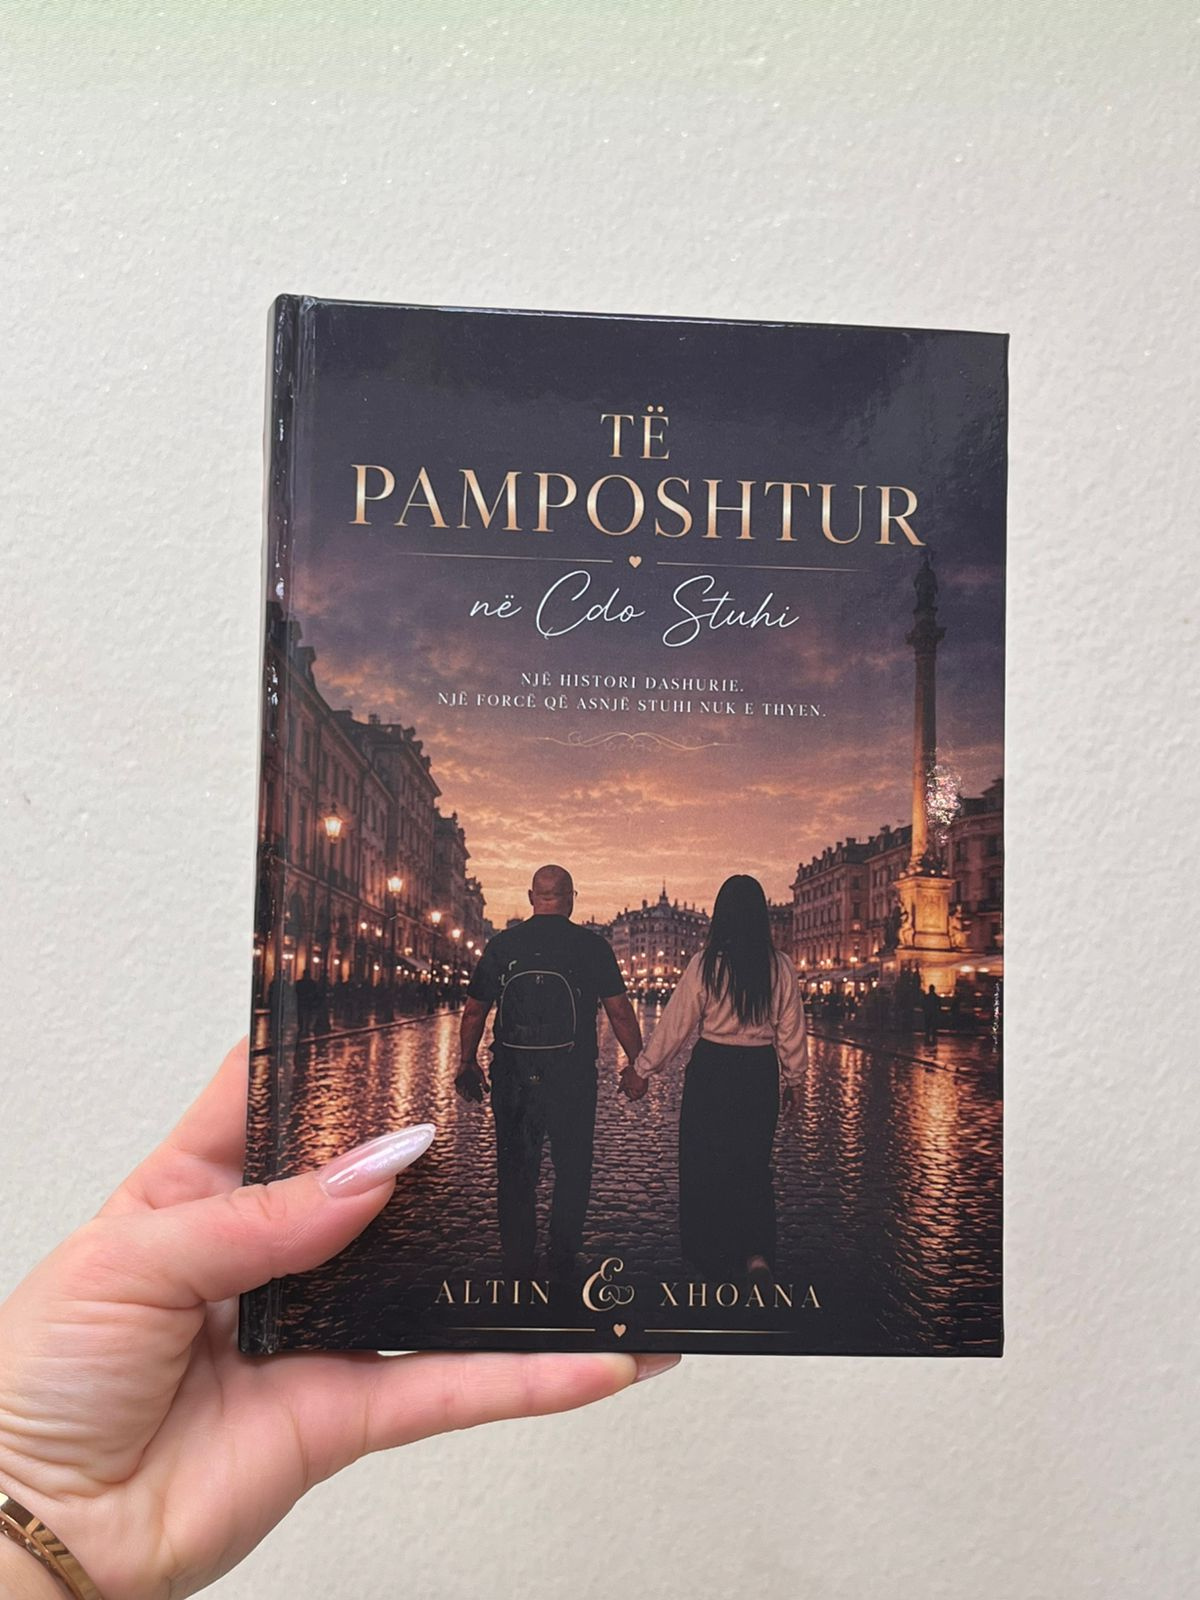 TË
PAMPOSHTUR
në Çdo Stuhi
NJË HISTORI DASHURIE.
NJË FORCË QË ASNJË STUHI NUK E THYEN.
ALTIN & XHOANA